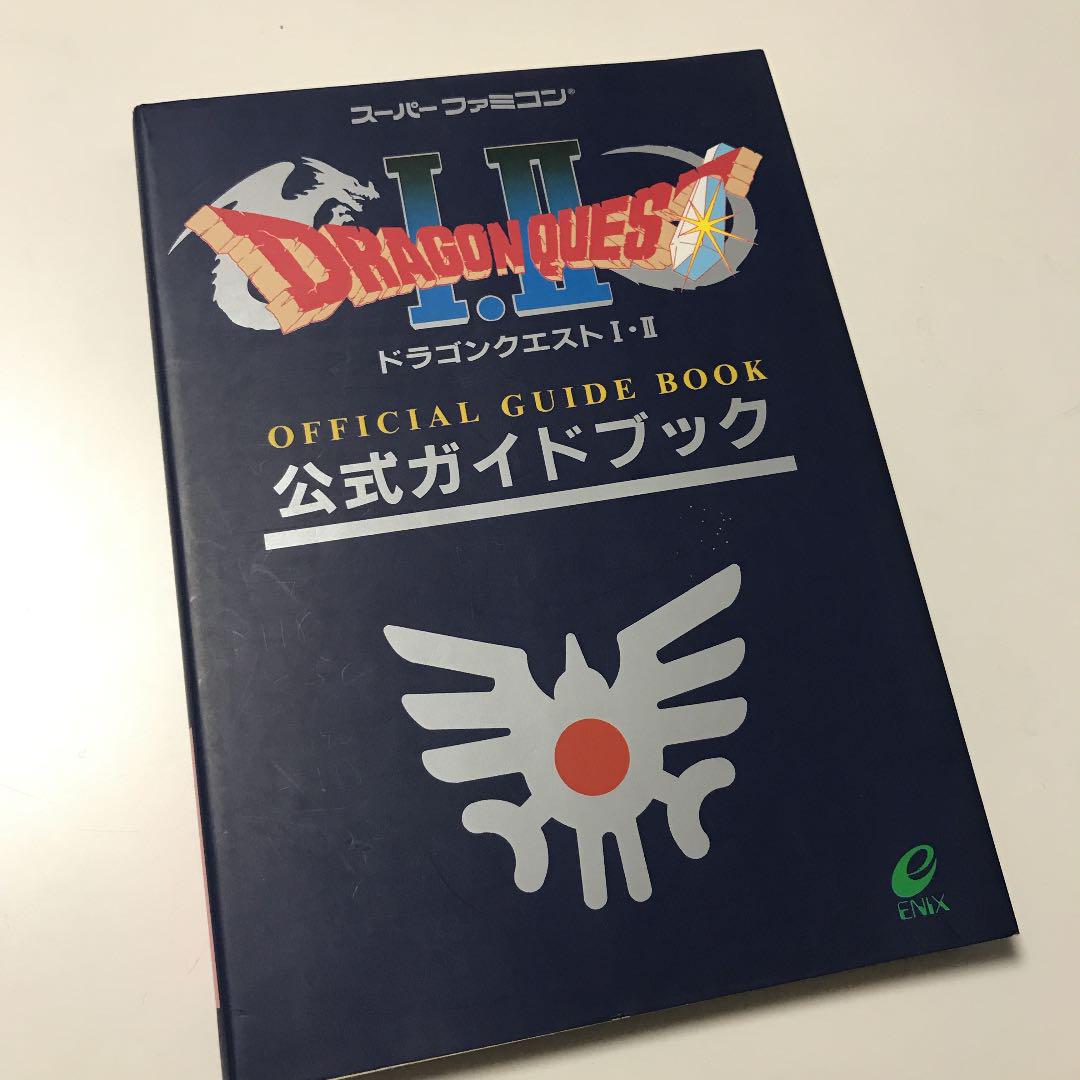 スーパーファミコン®
I・II
DRAGON QUEST
ドラゴンクエストI・II
OFFICIAL GUIDE BOOK
公式ガイドブック
e
ENIX